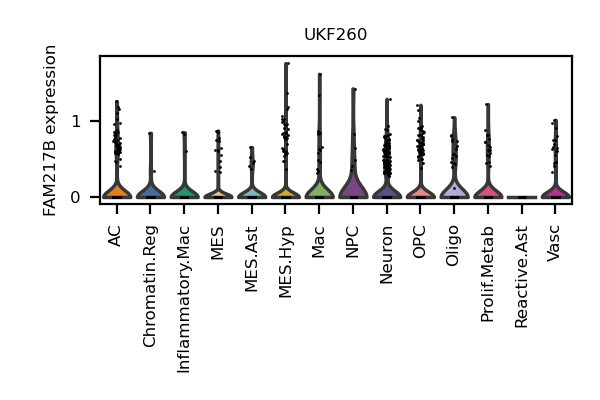 UKF260
FAM217B expression
1
0
AC
Chromatin.Reg
Inflammatory.Mac
MES
MES.Ast
MES.Hyp
Mac
NPC
Neuron
OPC
Oligo
Prolif.Metab
Reactive.Ast
Vasc